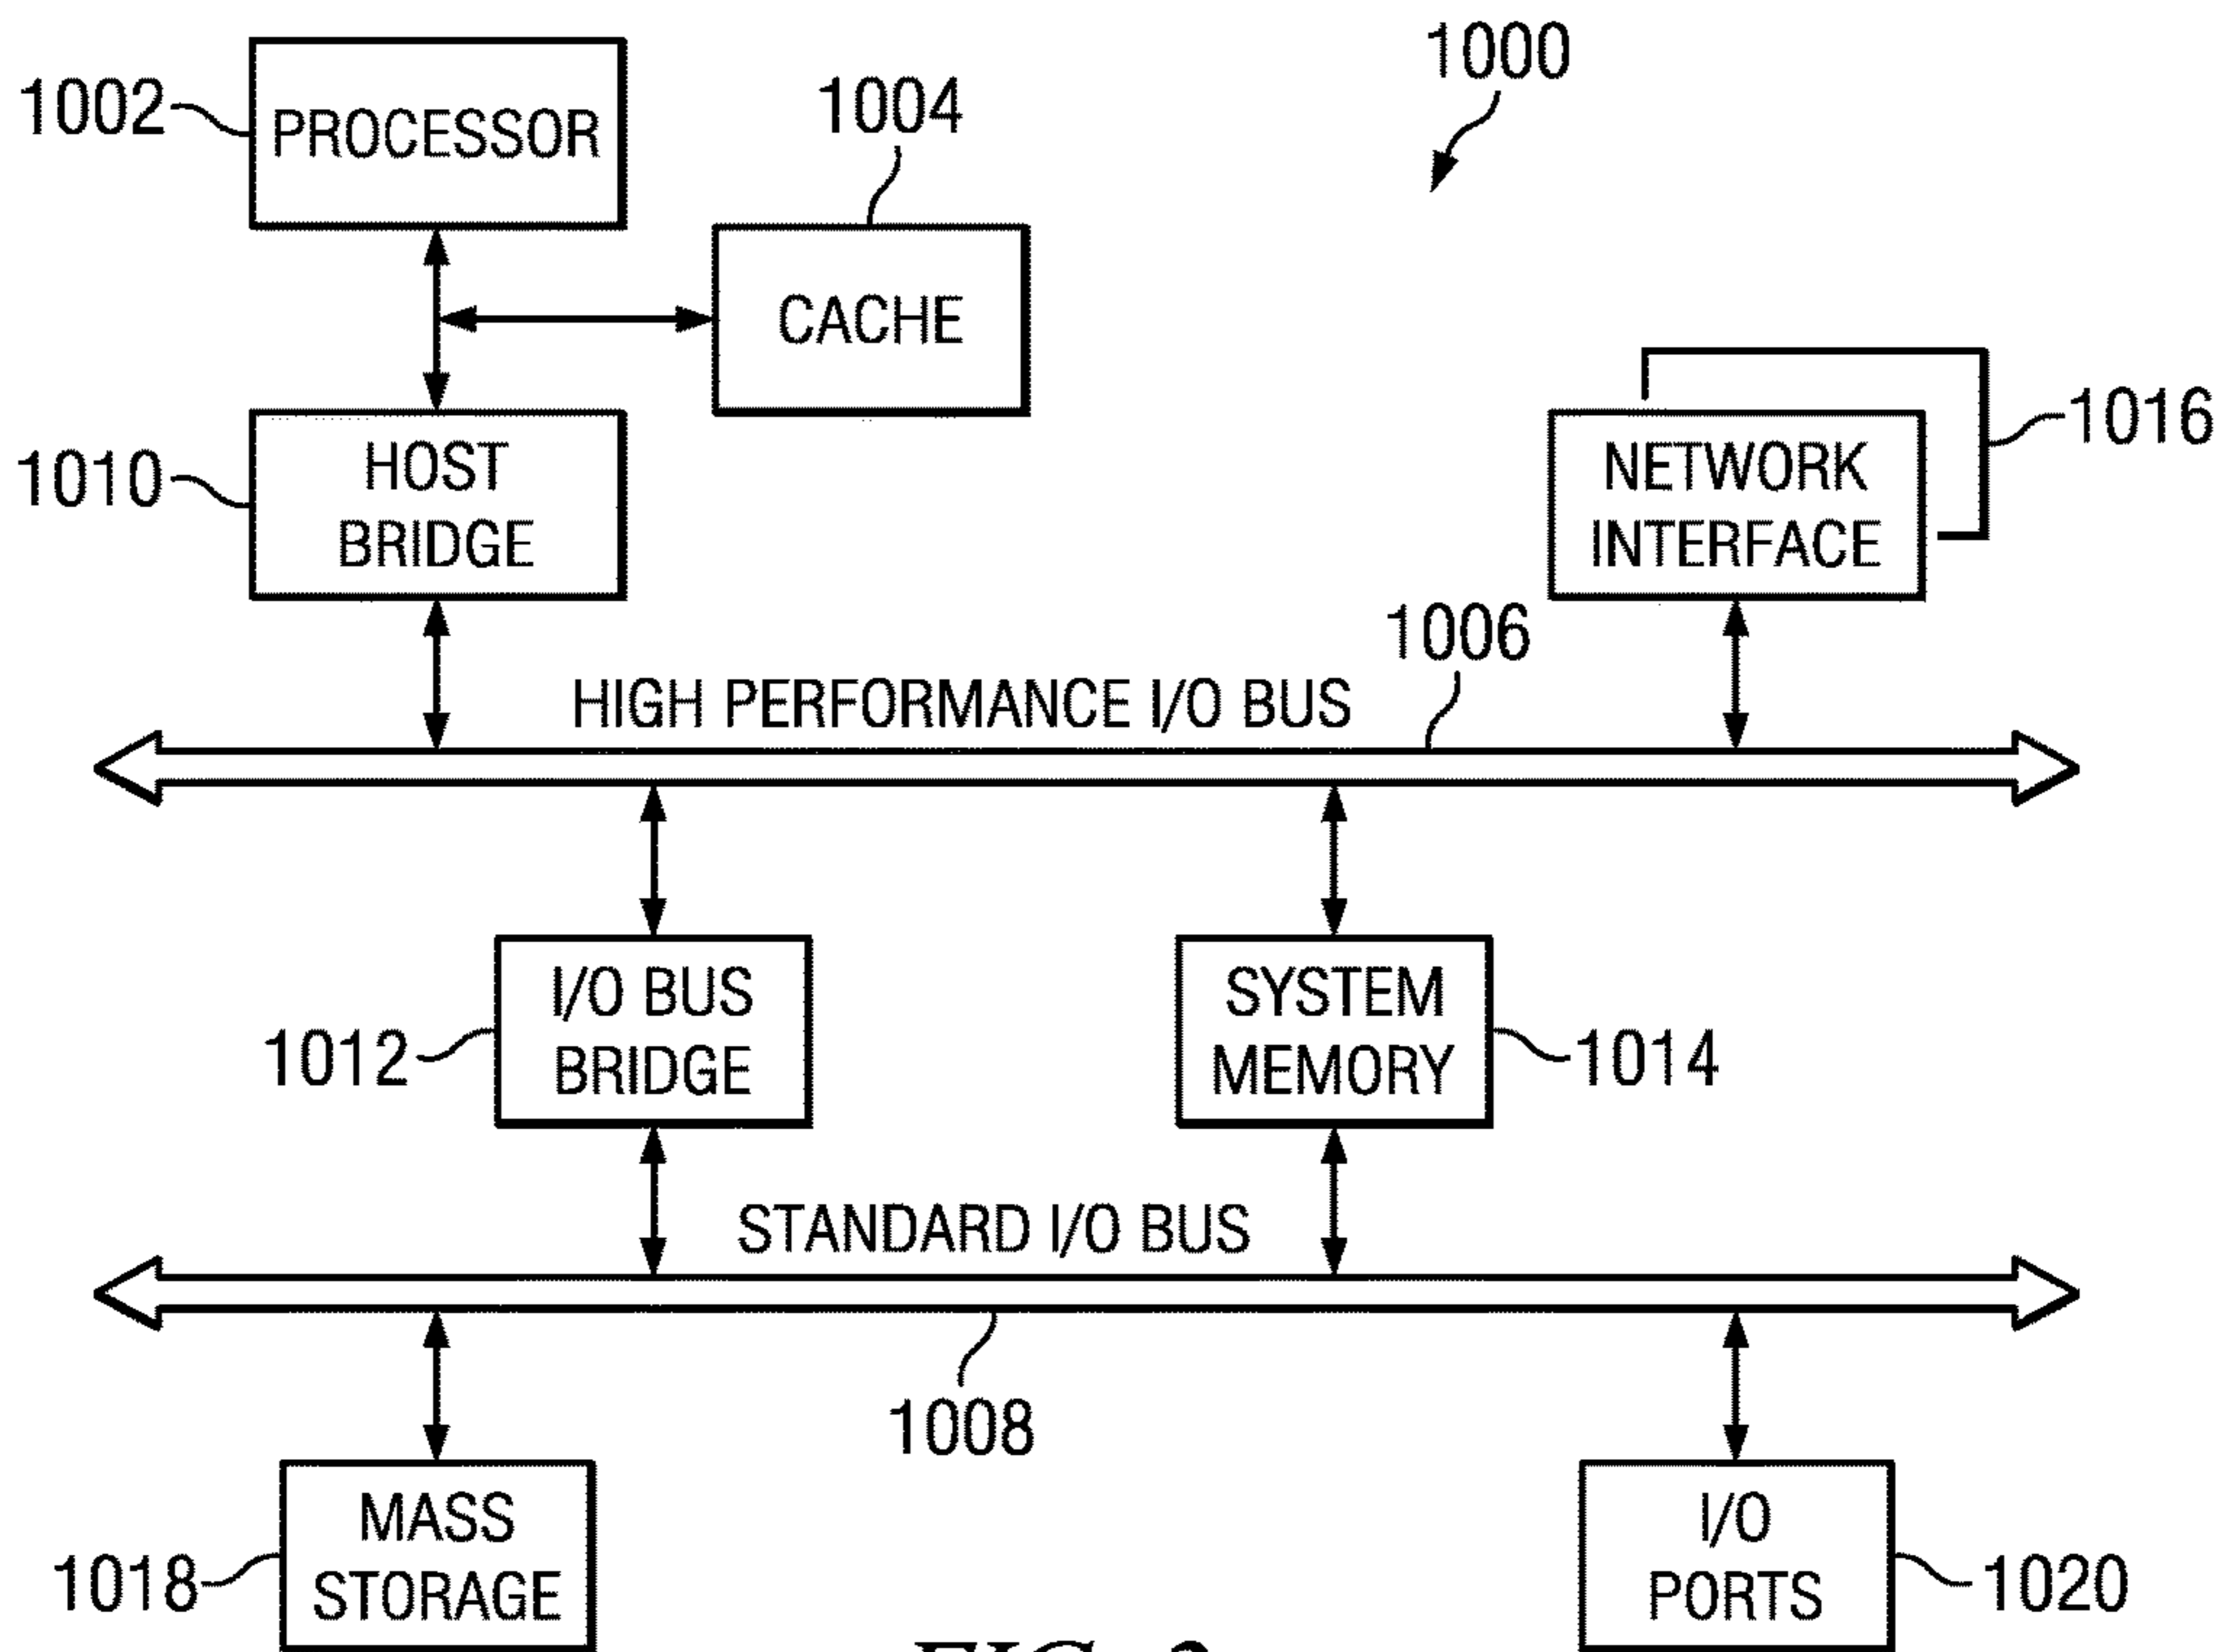 1000
1002
PROCESSOR
1004
CACHE
1010
HOST
BRIDGE
NETWORK
INTERFACE
1016
1006
HIGH PERFORMANCE I/O BUS
1012
I/O BUS
BRIDGE
SYSTEM
MEMORY
1014
STANDARD I/O BUS
1008
1018
MASS
STORAGE
I/O
PORTS
1020
FIG.